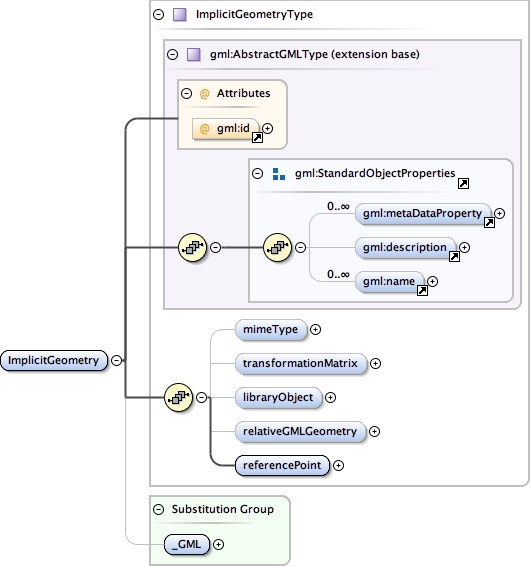 ImplicitGeometryType
gml:AbstractGMLType (extension base)
@ Attributes
@ gml:id
gml:StandardObjectProperties
0..∞
gml:metaDataProperty
gml:description
0..∞
gml:name
mimeType
transformationMatrix
ImplicitGeometry
libraryObject
relativeGMLGeometry
referencePoint
Substitution Group
_GML